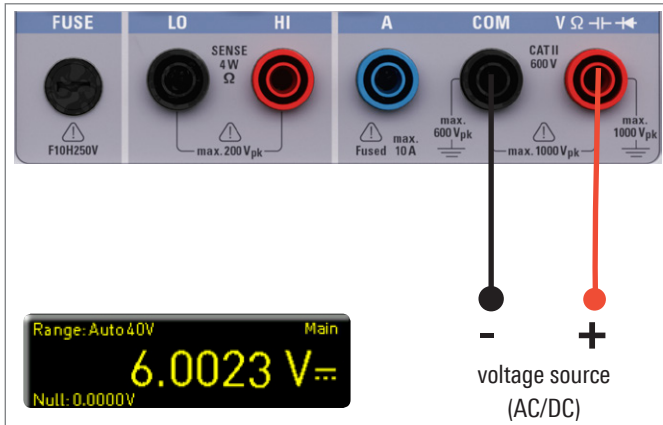 FUSE LO HI A COM V Ω ⊣⊢ ▶|
SENSE
4 W
Ω
CAT II
600 V
max.
600 Vpk
max.
1000 Vpk
F10H250V
max. 200 Vpk
Fused
max.
10 A
max. 1000 Vpk
Range: Auto 40V Main
6.0023 V⎓
Null: 0.0000V
- +
voltage source
(AC/DC)